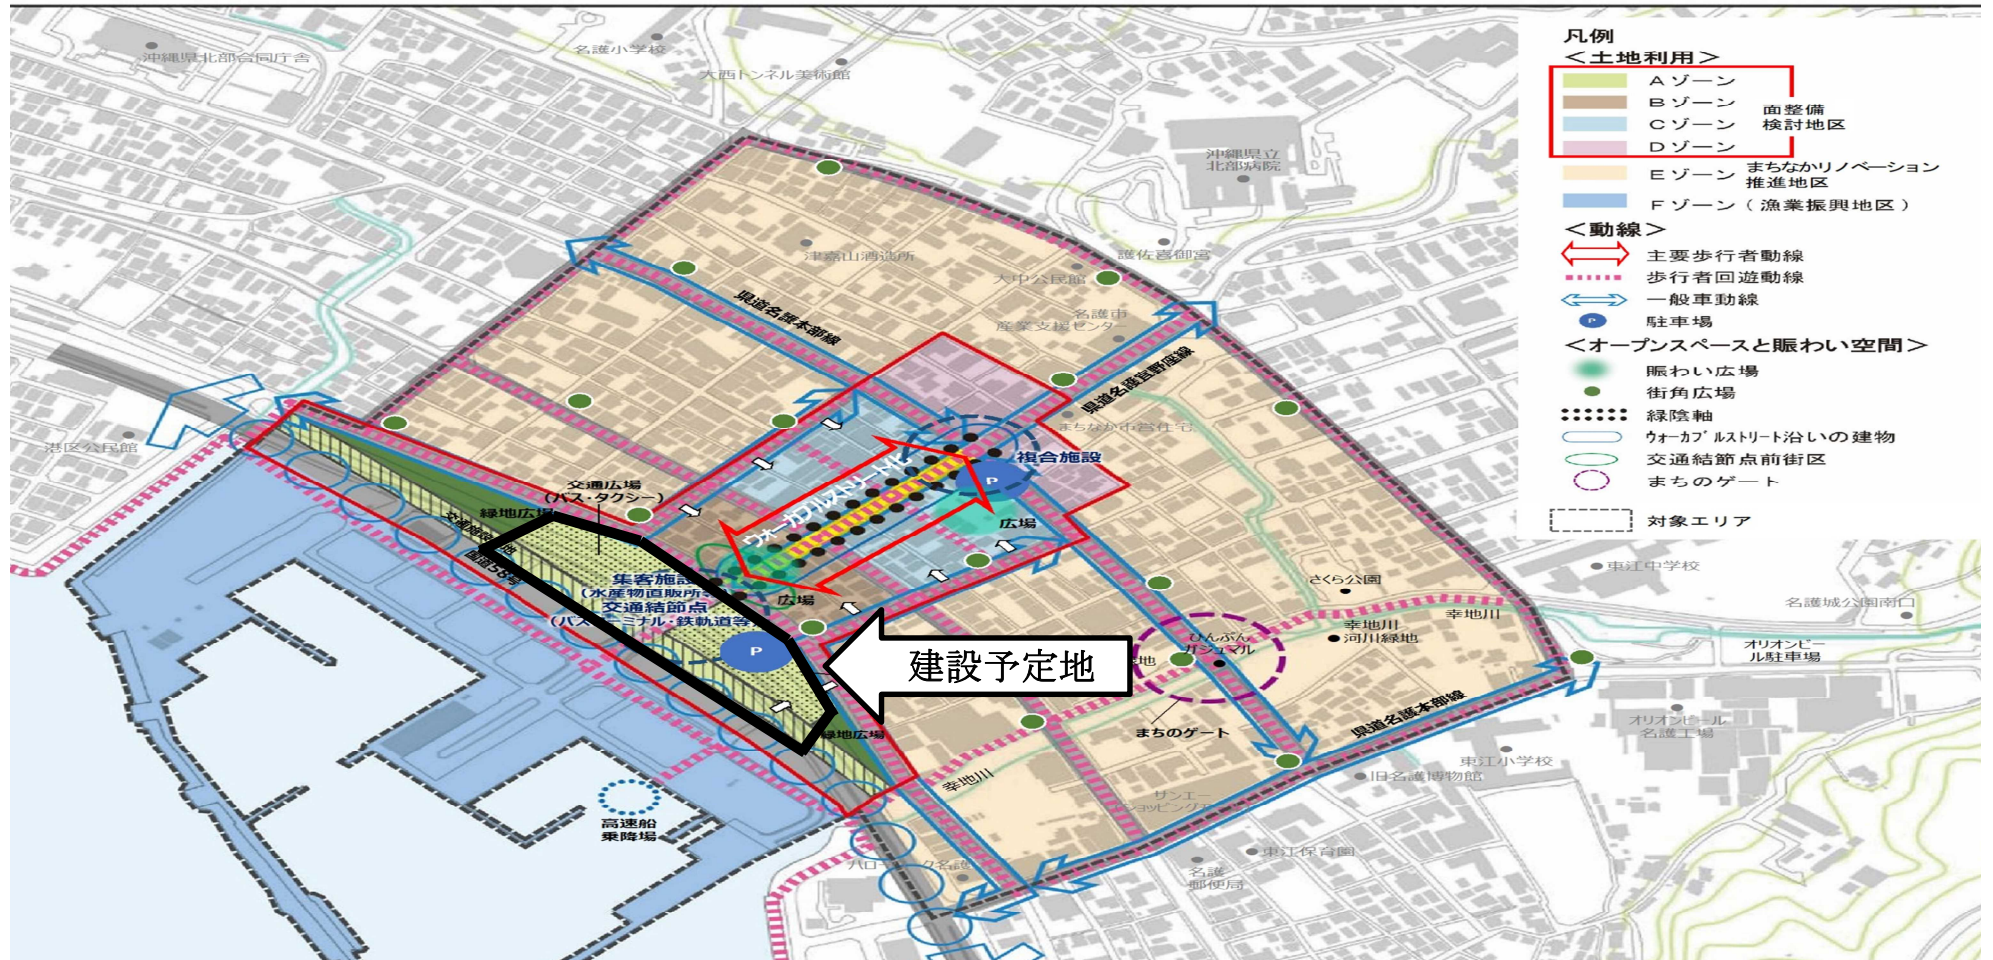 凡例
＜土地利用＞
Aゾーン
Bゾーン
Cゾーン
Dゾーン
面整備
検討地区
Eゾーン
まちなかリノベーション
推進地区
Fゾーン（漁業振興地区）
＜動線＞
主要歩行者動線
歩行者回遊動線
一般車動線
P
駐車場
＜オープンスペースと賑わい空間＞
賑わい広場
街角広場
緑陰軸
ウォーカブルストリート沿いの建物
交通結節点前街区
まちのゲート
対象エリア
沖縄県北部合同庁舎
名護小学校
大西トンネル美術館
沖縄県立
北部病院
津嘉山酒造所
護佐喜御宮
大中公民館
名護市
産業支援センター
県道名護本部線
県道名護宜野座線
まちなか市営住宅
港区公民館
複合施設
P
ウォーカブルストリート
広場
交通広場
（バス・タクシー）
緑地広場
国道58号
集客施設
（水産物直販所
交通結節点
広場
P
建設予定地
緑地広場
さくら公園
幸地川
幸地川
河川緑地
ひんぷん
ガジュマル
まちのゲート
幸地川
県道名護本部線
東江中学校
名護城公園南口
オリオンビー
ル駐車場
オリオンビール
名護工場
東江小学校
旧名護博物館
サンエー
東江保育園
名護
郵便局
高速船
乗降場